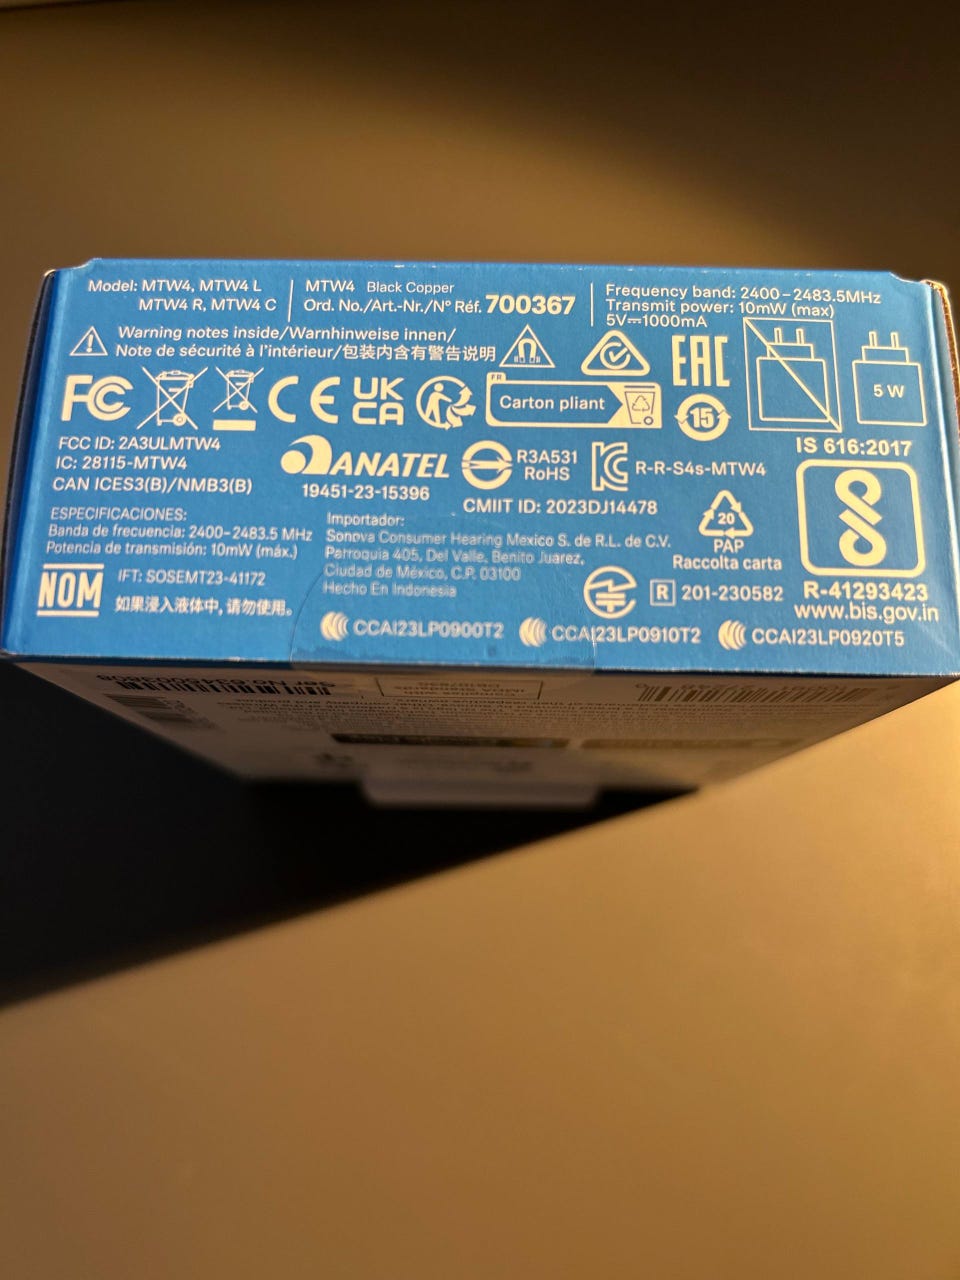 Model: MTW4, MTW4 L
MTW4 R, MTW4 C
MTW4 Black Copper
Ord. No./Art.-Nr./N° Réf. 700367
Frequency band: 2400–2483.5MHz
Transmit power: 10mW (max)
5V⎓1000mA
Warning notes inside/Warnhinweise innen/
Note de sécurité à l'intérieur/包装内含有警告说明
EAC
5 W
FC
CE
UK
CA
FR
Carton pliant
15
FCC ID: 2A3ULMTW4
IC: 28115-MTW4
CAN ICES3(B)/NMB3(B)
ANATEL
19451-23-15396
R3A531
RoHS
R-R-S4s-MTW4
CMIIT ID: 2023DJ14478
IS 616:2017
20
PAP
Raccolta carta
R-41293423
www.bis.gov.in
ESPECIFICACIONES:
Banda de frecuencia: 2400–2483.5 MHz
Potencia de transmisión: 10mW (máx.)
NOM
IFT: SOSEMT23-41172
如果浸入液体中,请勿使用。
Importador:
Sonova Consumer Hearing Mexico S. de R.L. de C.V.
Parroquia 405, Del Valle, Benito Juarez,
Ciudad de México, C.P. 03100
Hecho En Indonesia
R 201-230582
CCAI23LP0900T2
CCAI23LP0910T2
CCAI23LP0920T5